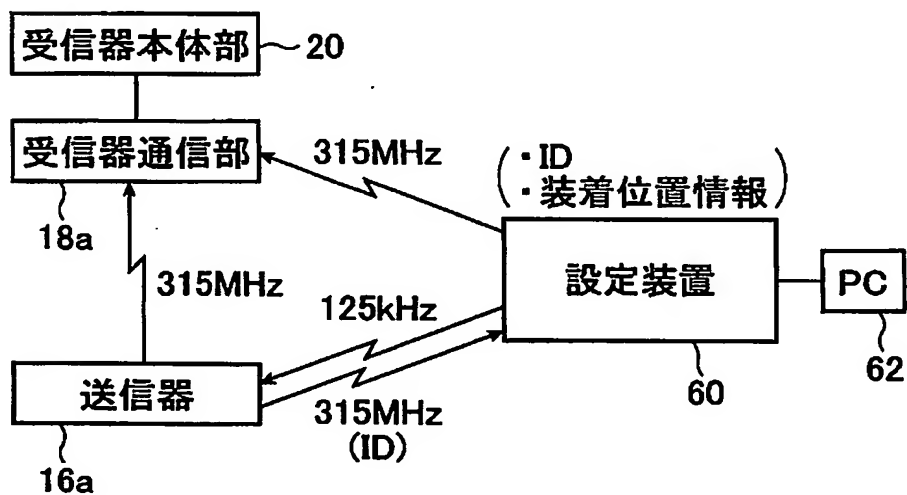 受信器本体部
20
受信器通信部
18a
315MHz
・ID
・装着位置情報
315MHz
設定装置
PC
125kHz
60
62
送信器
315MHz
(ID)
16a